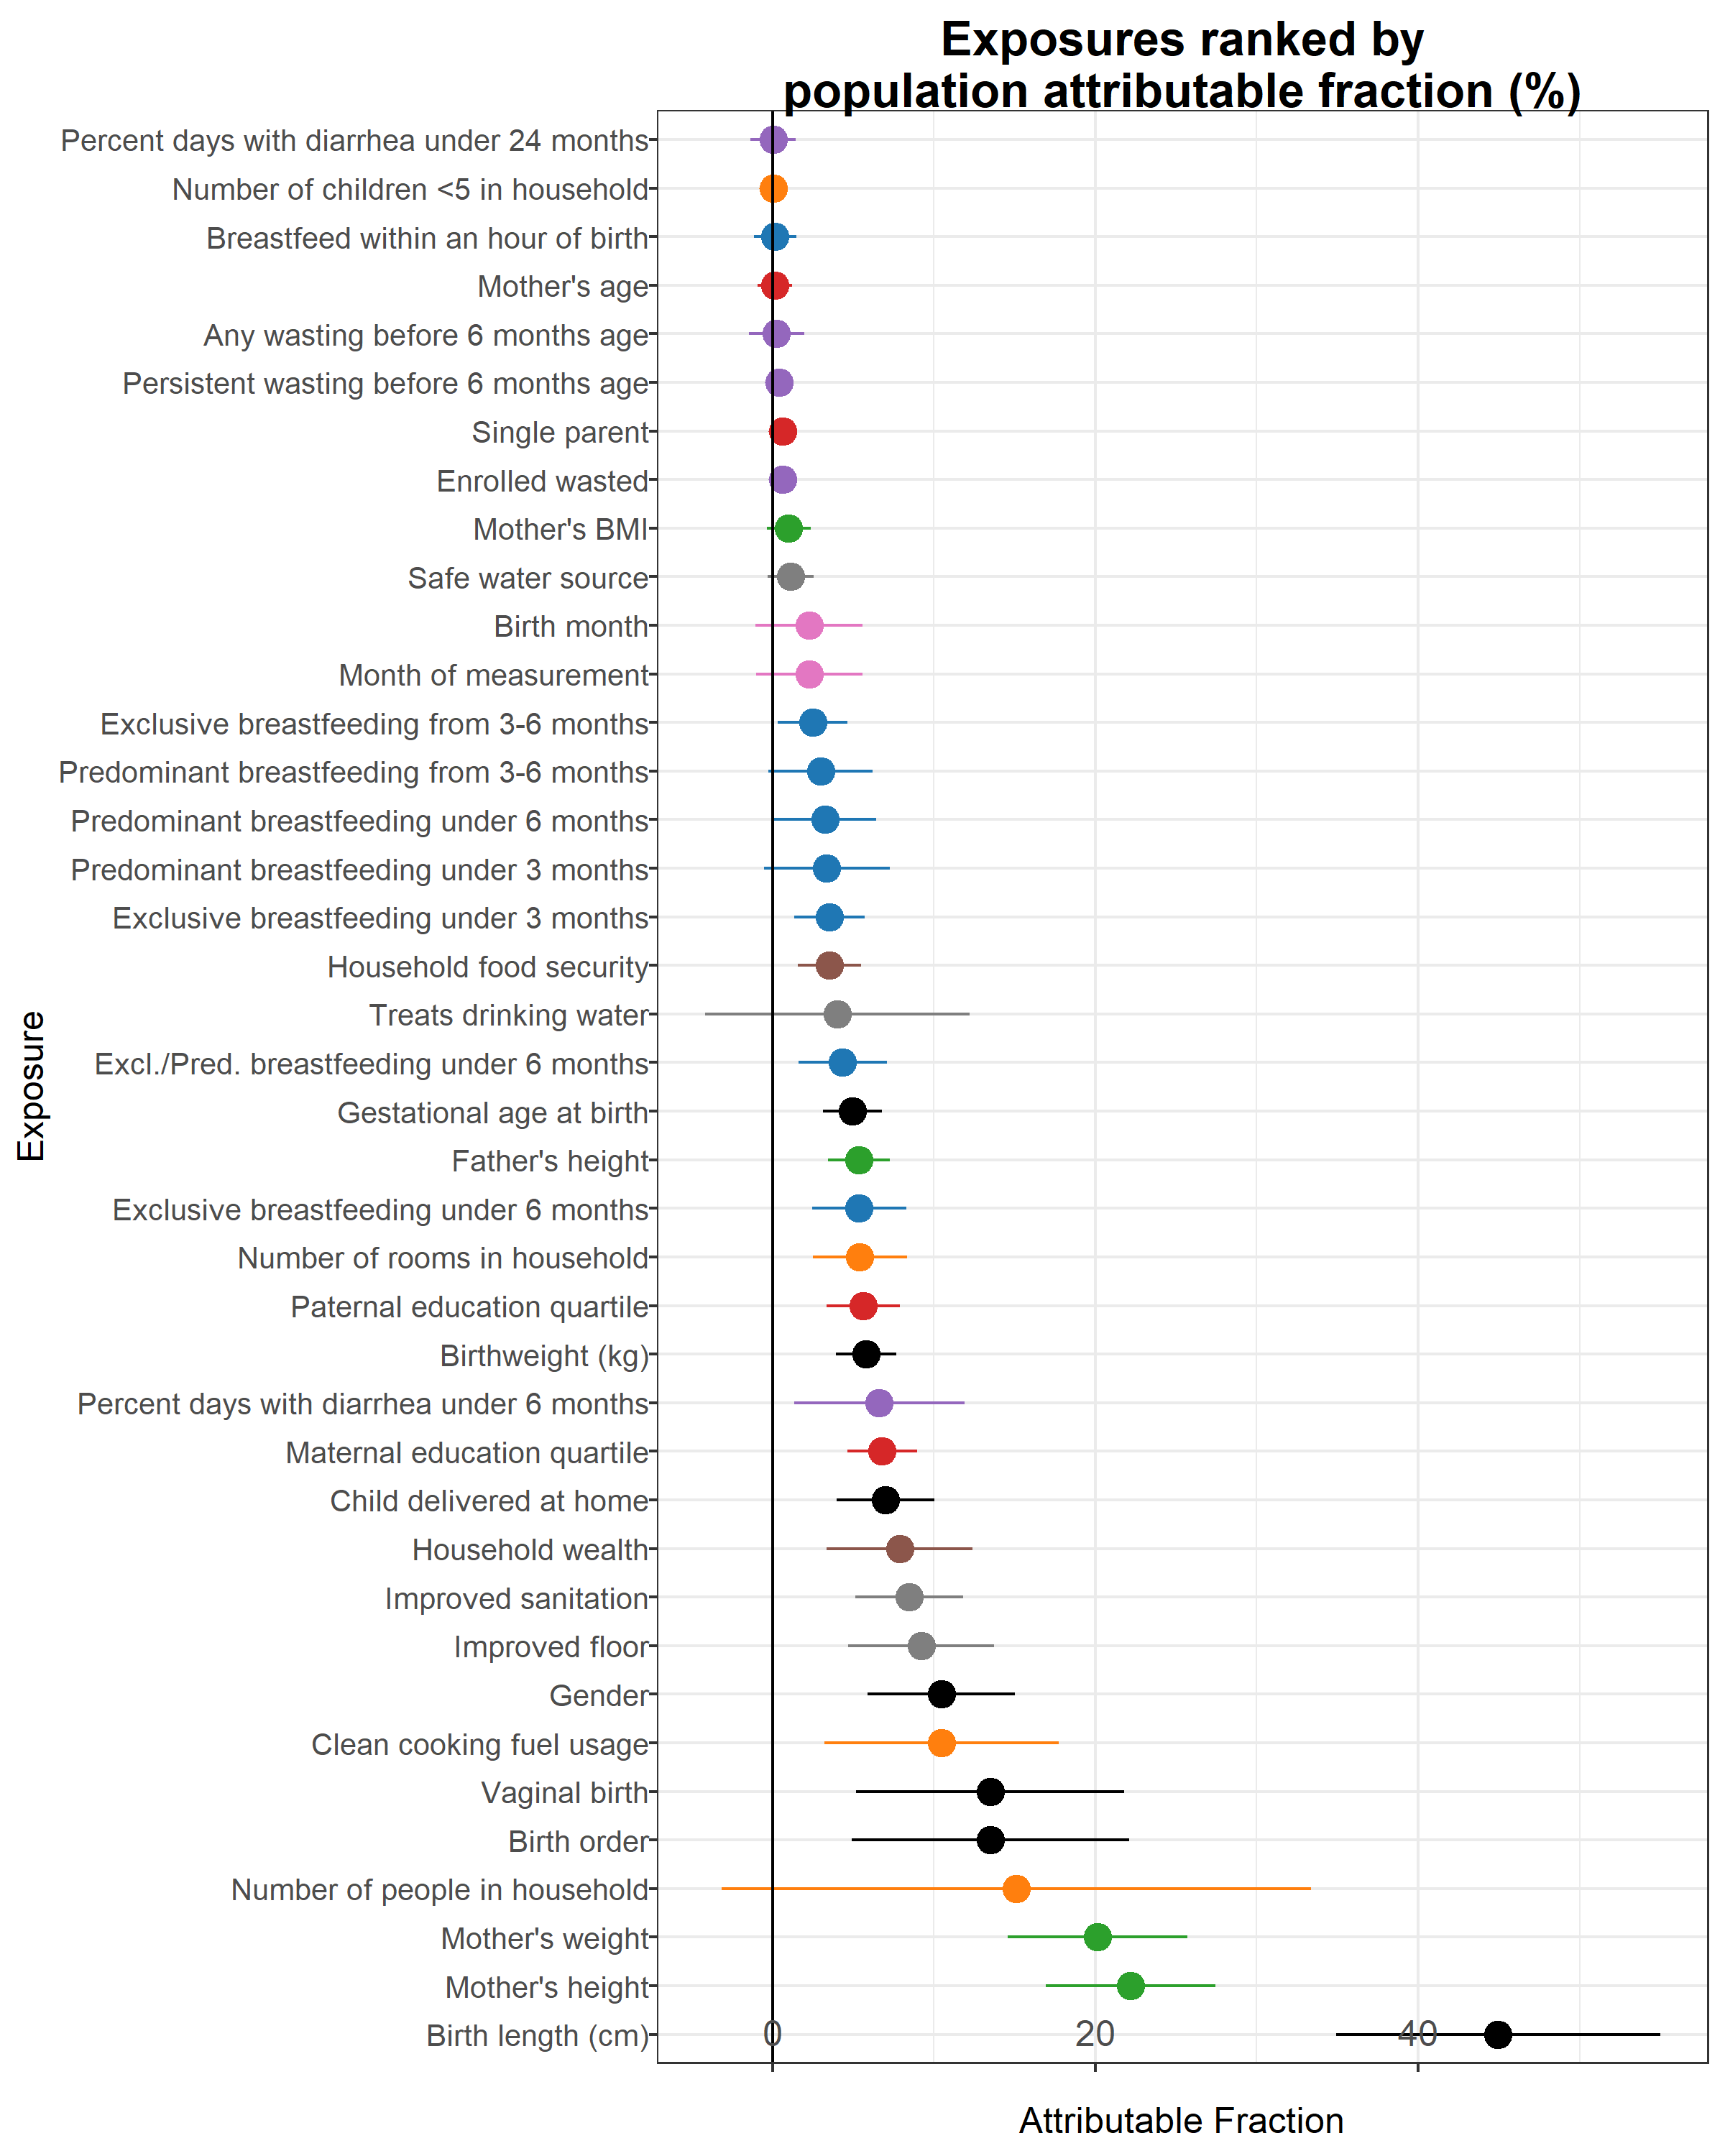 Exposures ranked by
population attributable fraction (%)
Percent days with diarrhea under 24 months
Number of children <5 in household
Breastfeed within an hour of birth
Mother's age
Any wasting before 6 months age
Persistent wasting before 6 months age
Single parent
Enrolled wasted
Mother's BMI
Safe water source
Birth month
Month of measurement
Exclusive breastfeeding from 3-6 months
Predominant breastfeeding from 3-6 months
Predominant breastfeeding under 6 months
Predominant breastfeeding under 3 months
Exclusive breastfeeding under 3 months
Household food security
Treats drinking water
Excl./Pred. breastfeeding under 6 months
Gestational age at birth
Father's height
Exclusive breastfeeding under 6 months
Number of rooms in household
Paternal education quartile
Birthweight (kg)
Percent days with diarrhea under 6 months
Maternal education quartile
Child delivered at home
Household wealth
Improved sanitation
Improved floor
Gender
Clean cooking fuel usage
Vaginal birth
Birth order
Number of people in household
Mother's weight
Mother's height
Birth length (cm)
Exposure
0 20 40
Attributable Fraction